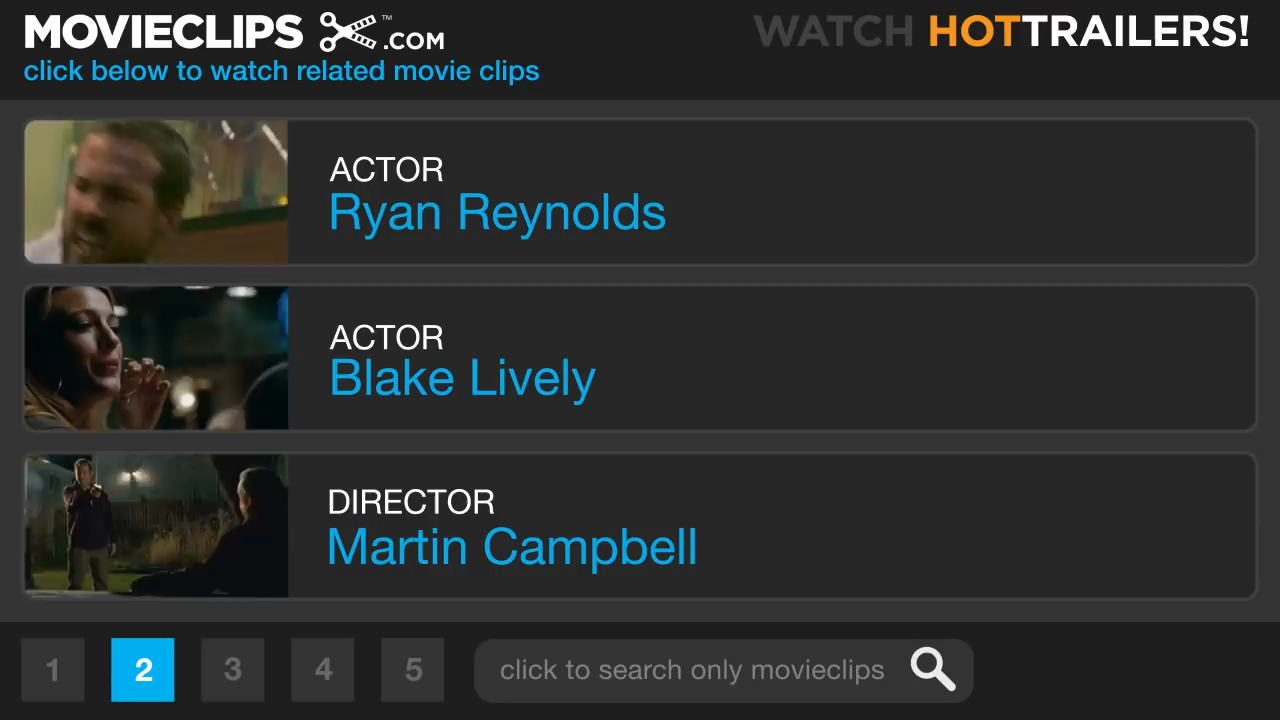 MOVIECLIPS ™ .COM
WATCH HOTTRAILERS!
click below to watch related movie clips
ACTOR
Ryan Reynolds
ACTOR
Blake Lively
DIRECTOR
Martin Campbell
1 2 3 4 5 click to search only movieclips